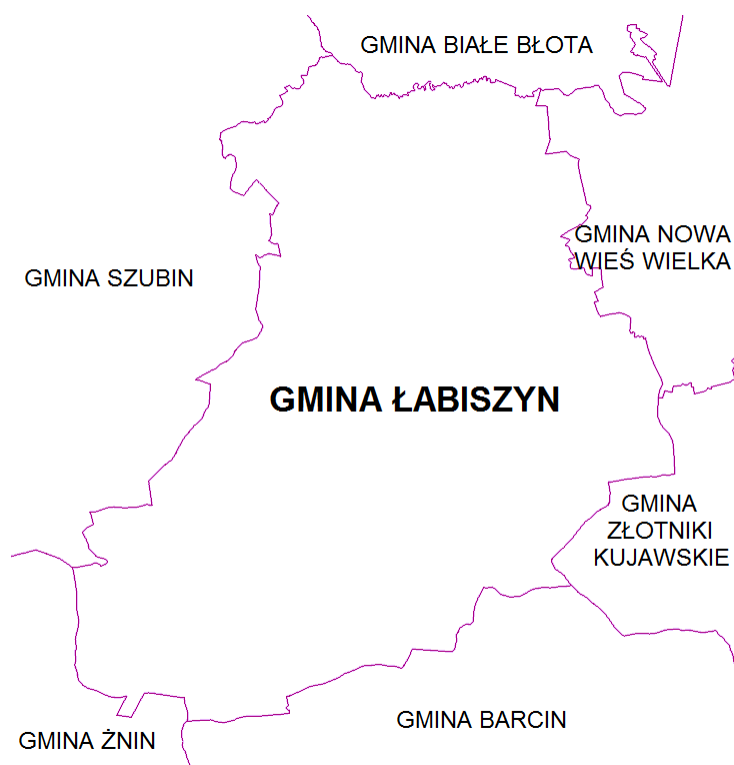 GMINA BIAŁE BŁOTA
GMINA NOWA
WIEŚ WIELKA
GMINA SZUBIN
GMINA ŁABISZYN
GMINA
ZŁOTNIKI
KUJAWSKIE
GMINA BARCIN
GMINA ŻNIN